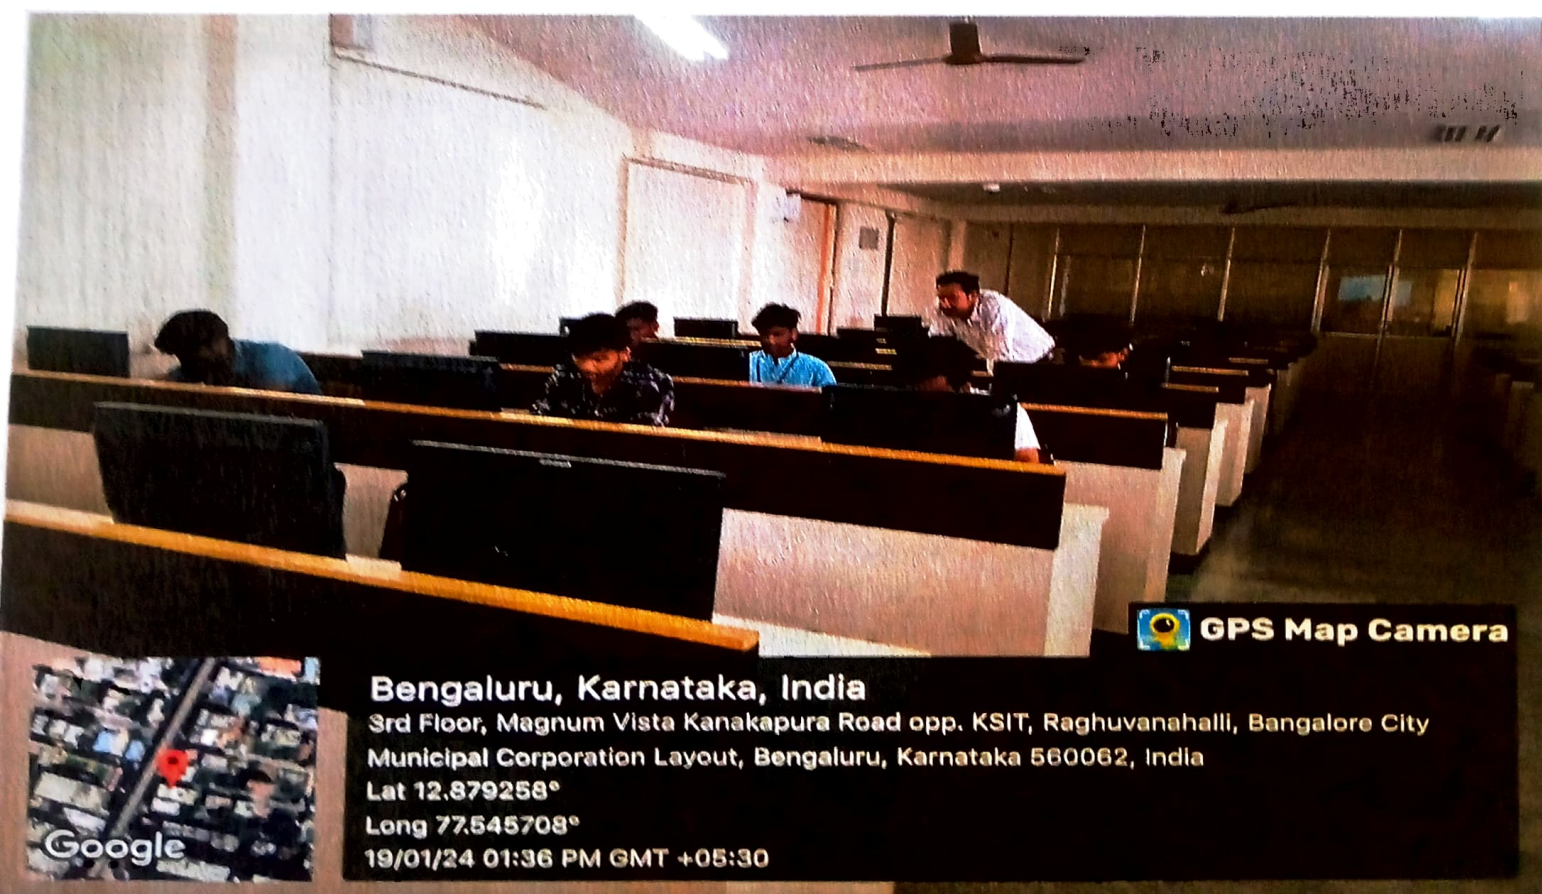 GPS Map Camera
Bengaluru, Karnataka, India
3rd Floor, Magnum Vista Kanakapura Road opp. KSIT, Raghuvanahalli, Bangalore City
Municipal Corporation Layout, Bengaluru, Karnataka 560062, India
Lat 12.879258°
Long 77.545708°
19/01/24 01:36 PM GMT +05:30
Google